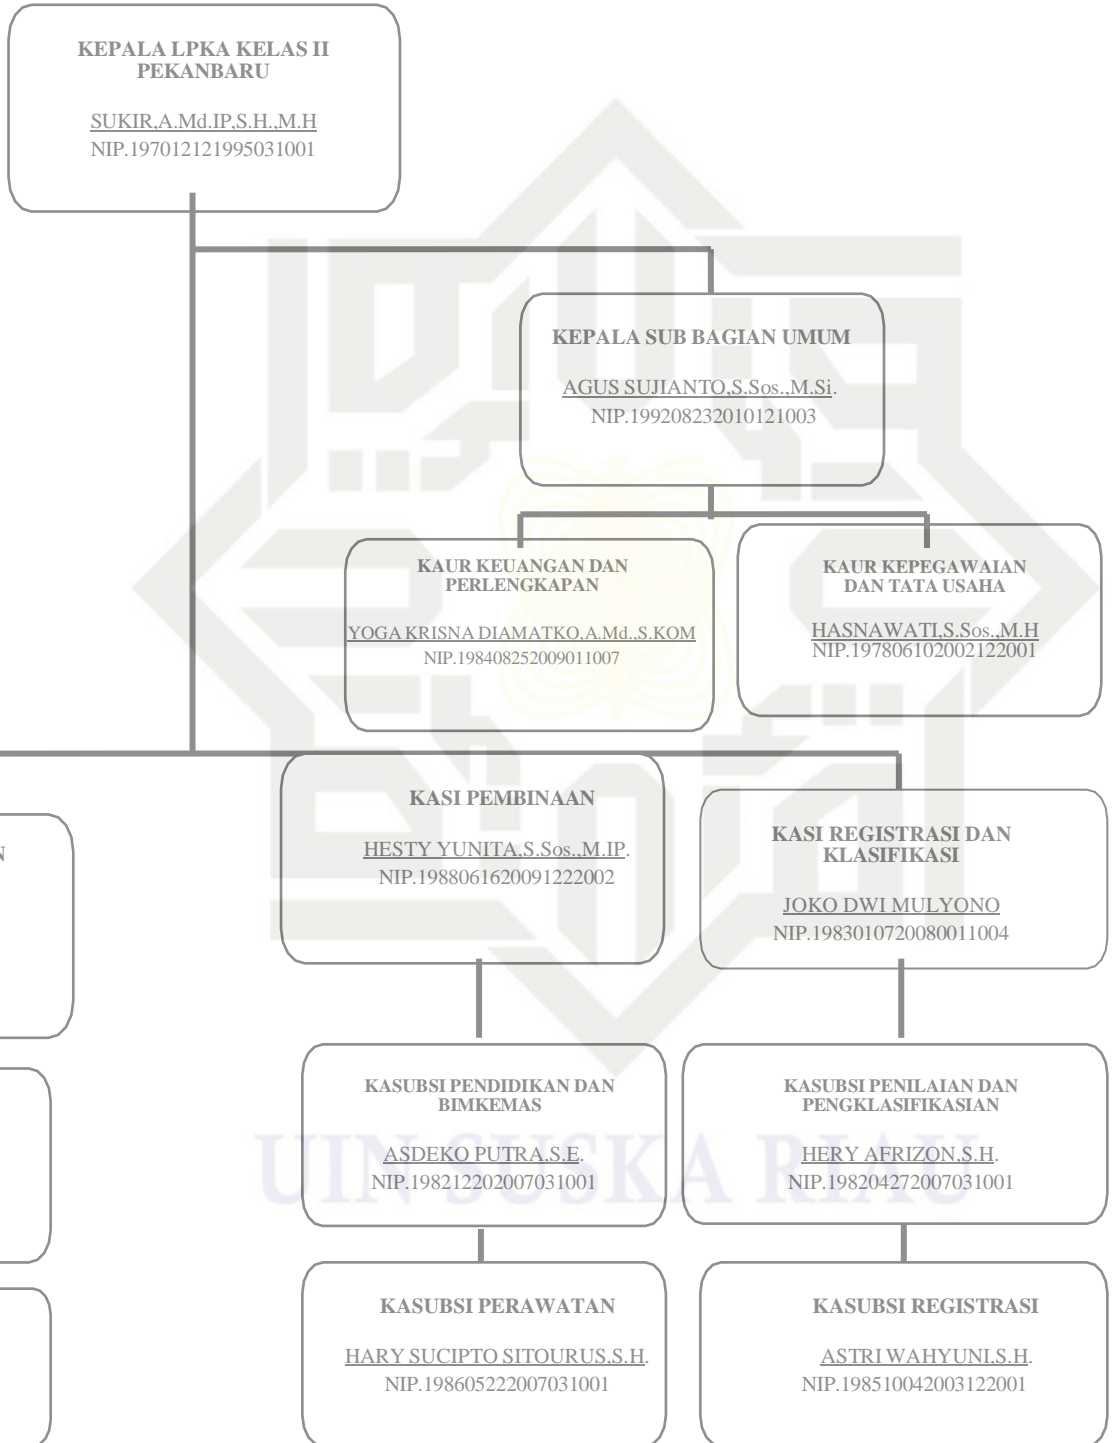 KEPALA LPKA KELAS II
PEKANBARU
SUKIR,A.Md.IP,S.H.,M.H
NIP.197012121995031001
KEPALA SUB BAGIAN UMUM
AGUS SUJIANTO,S.Sos.,M.Si.
NIP.199208232010121003
KAUR KEUANGAN DAN
PERLENGKAPAN
YOGA KRISNA DIAMATKO,A.Md.,S.KOM
NIP.198408252009011007
KAUR KEPEGAWAIAN
DAN TATA USAHA
HASNAWATI,S.Sos.,M.H
NIP.197806102002122001
KASI PEMBINAAN
HESTY YUNITA,S.Sos.,M.IP.
NIP.1988061620091222002
KASI REGISTRASI DAN
KLASIFIKASI
JOKO DWI MULYONO
NIP.1983010720080011004
N
KASUBSI PENDIDIKAN DAN
BIMKEMAS
ASDEKO PUTRA,S.E.
NIP.198212202007031001
KASUBSI PENILAIAN DAN
PENGKLASIFIKASIAN
HERY AFRIZON,S.H.
NIP.198204272007031001
UIN SUSKA RIAU
KASUBSI PERAWATAN
HARY SUCIPTO SITOURUS,S.H.
NIP.198605222007031001
KASUBSI REGISTRASI
ASTRI WAHYUNI,S.H.
NIP.198510042003122001